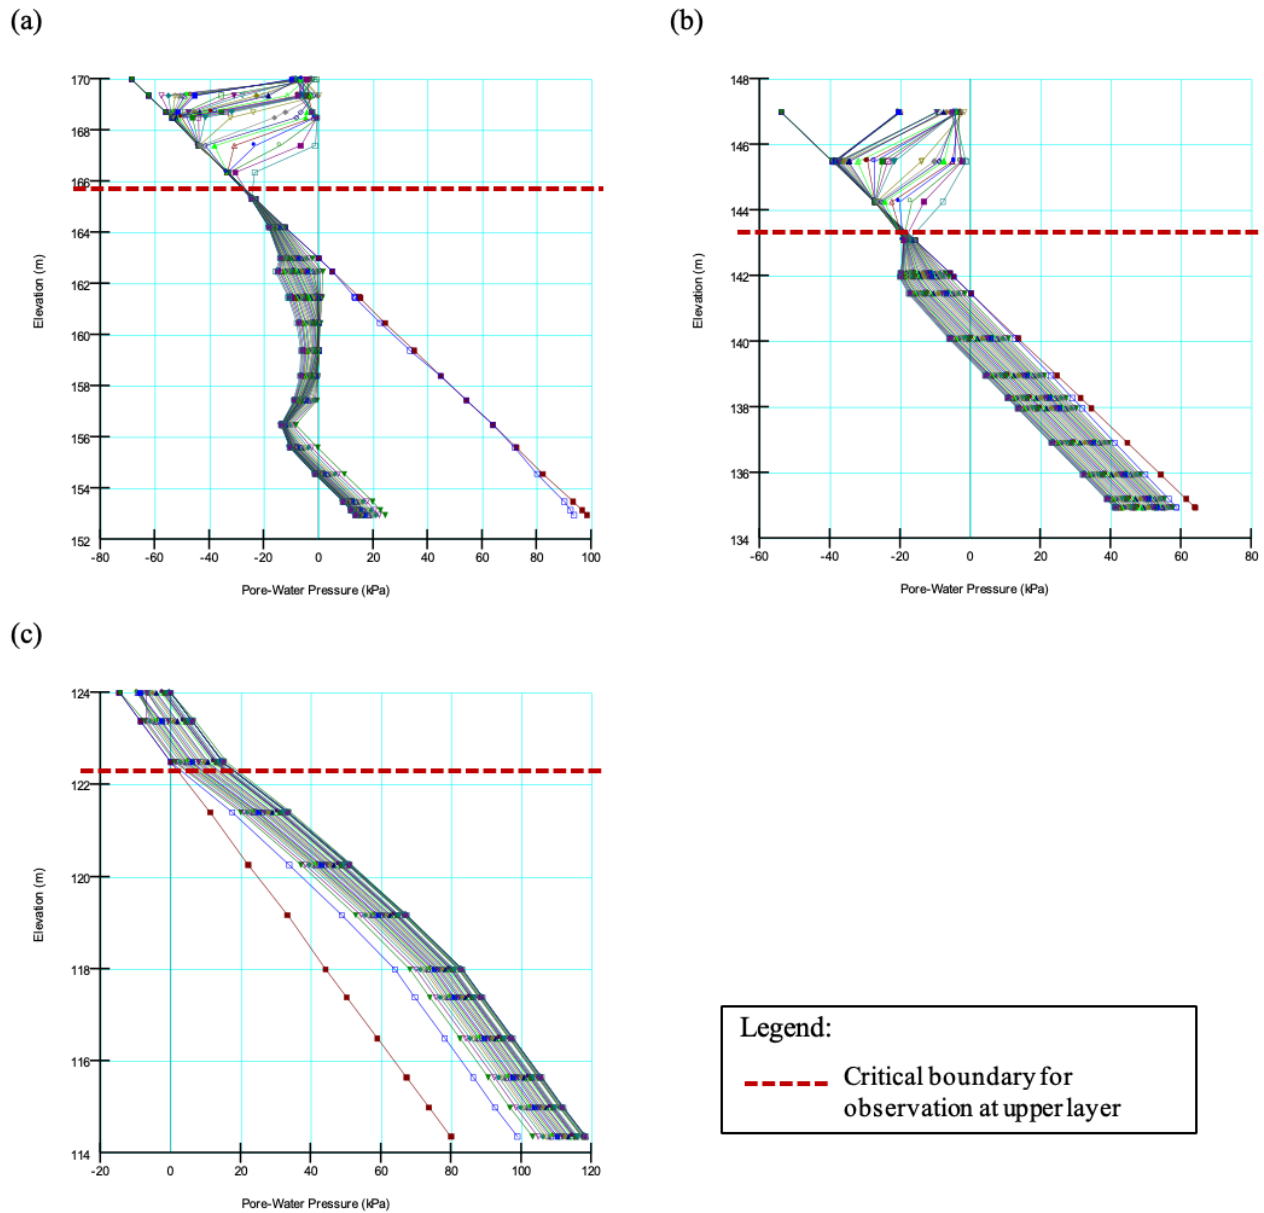 (a)
170
168
166
164
162
160
158
156
154
152
Elevation (m)
-80 -60 -40 -20 0 20 40 60 80 100
Pore-Water Pressure (kPa)
(b)
148
146
144
142
140
138
136
134
Elevation (m)
-60 -40 -20 0 20 40 60 80
Pore-Water Pressure (kPa)
(c)
124
122
120
118
116
114
Elevation (m)
-20 0 20 40 60 80 100 120
Pore-Water Pressure (kPa)
Legend:
Critical boundary for
observation at upper layer